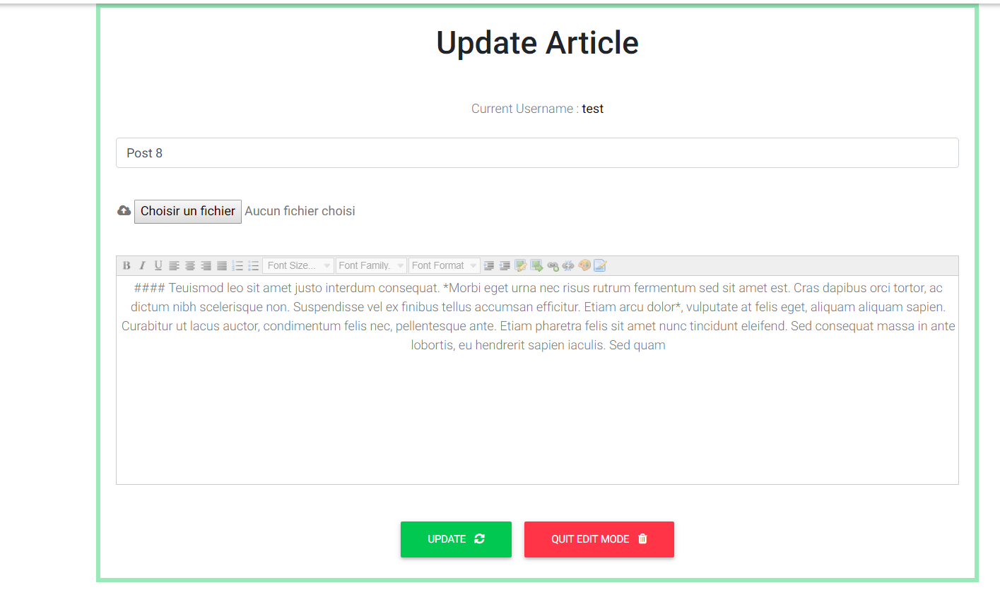 Update Article
Current Username : test
Post 8
Choisir un fichier Aucun fichier choisi
B I U Font Size... Font Family. Font Format
#### Teuismod leo sit amet justo interdum consequat. *Morbi eget urna nec risus rutrum fermentum sed sit amet est. Cras dapibus orci tortor, ac
dictum nibh scelerisque non. Suspendisse vel ex finibus tellus accumsan efficitur. Etiam arcu dolor*, vulputate at felis eget, aliquam aliquam sapien.
Curabitur ut lacus auctor, condimentum felis nec, pellentesque ante. Etiam pharetra felis sit amet nunc tincidunt eleifend. Sed consequat massa in ante
lobortis, eu hendrerit sapien iaculis. Sed quam
UPDATE QUIT EDIT MODE